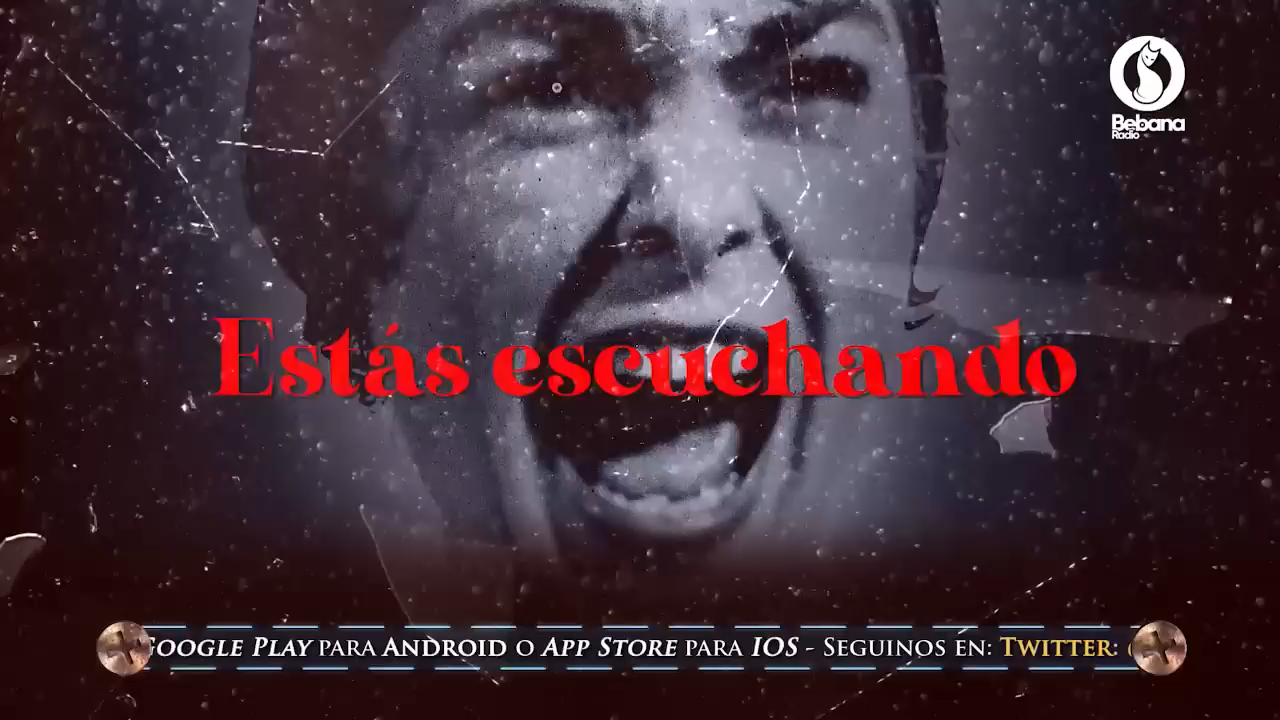 Bebana
Radio
Estás escuchando
GOOGLE PLAY PARA ANDROID O APP STORE PARA IOS - SEGUINOS EN: TWITTER: